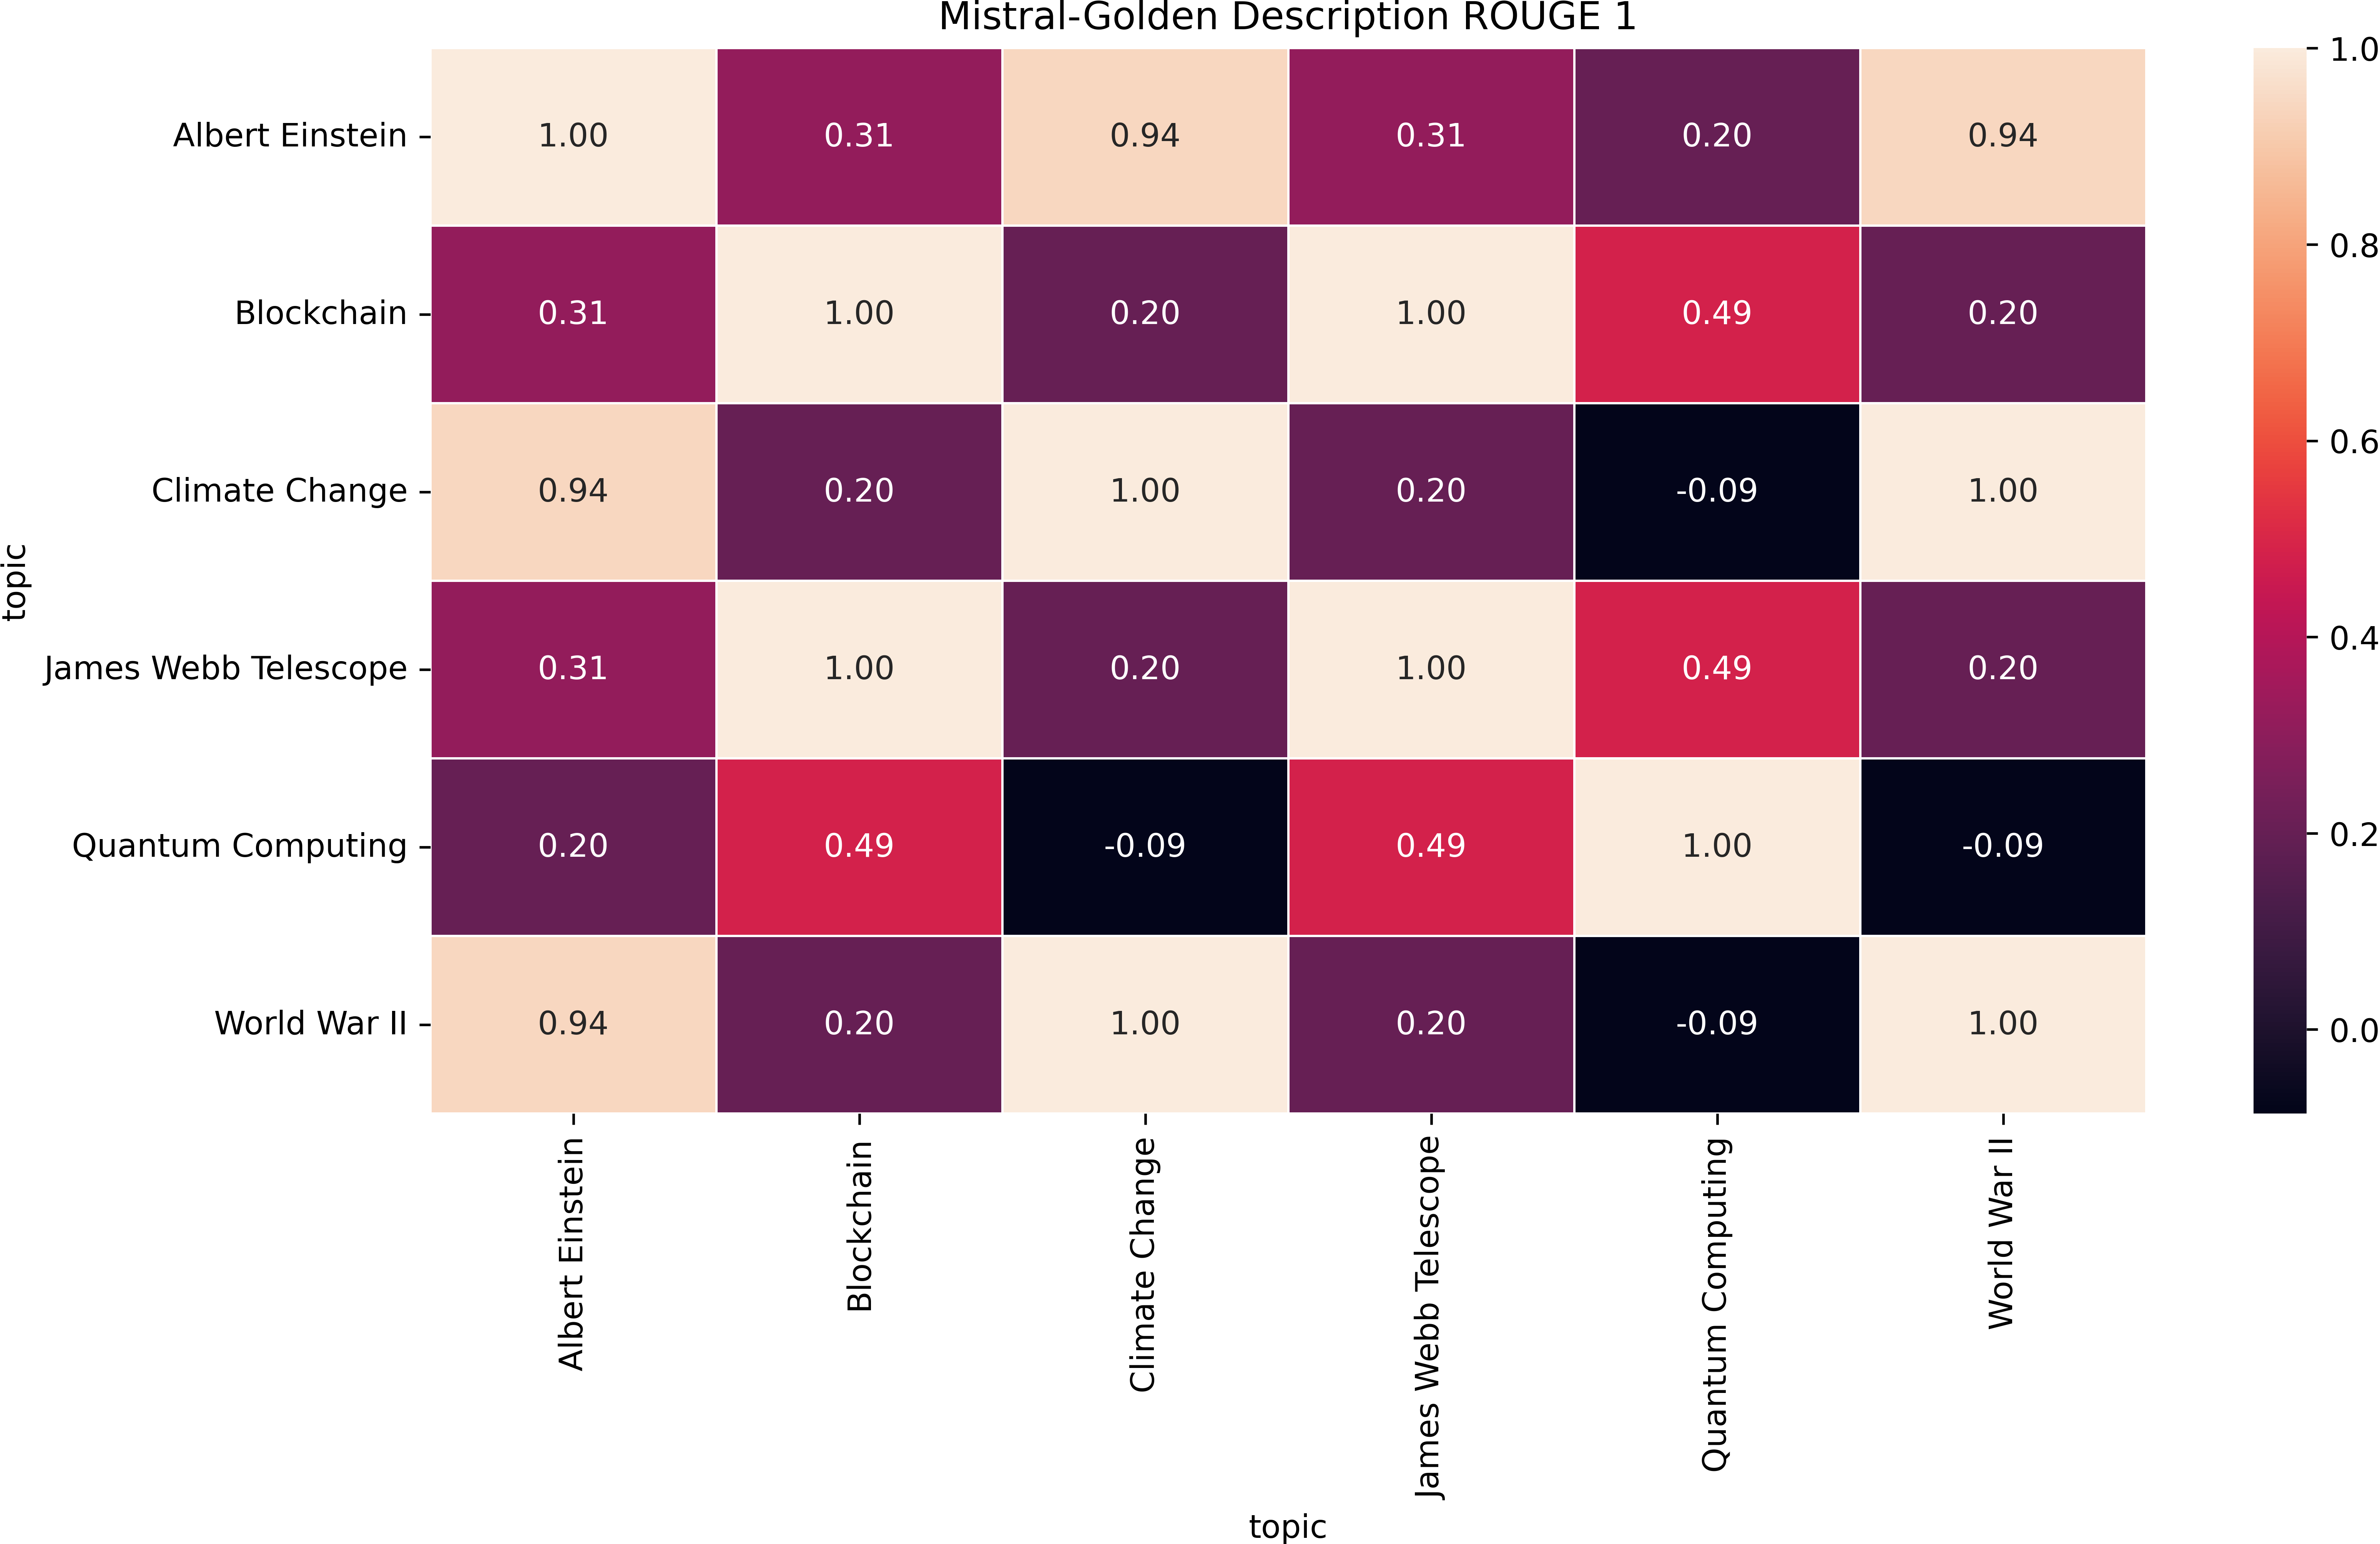 Mistral-Golden Description ROUGE 1
Albert Einstein 1.00 0.31 0.94 0.31 0.20 0.94
Blockchain 0.31 1.00 0.20 1.00 0.49 0.20
Climate Change 0.94 0.20 1.00 0.20 -0.09 1.00
James Webb Telescope 0.31 1.00 0.20 1.00 0.49 0.20
Quantum Computing 0.20 0.49 -0.09 0.49 1.00 -0.09
World War II 0.94 0.20 1.00 0.20 -0.09 1.00
topic
Albert Einstein
Blockchain
Climate Change
James Webb Telescope
Quantum Computing
World War II
topic
1.0
0.8
0.6
0.4
0.2
0.0